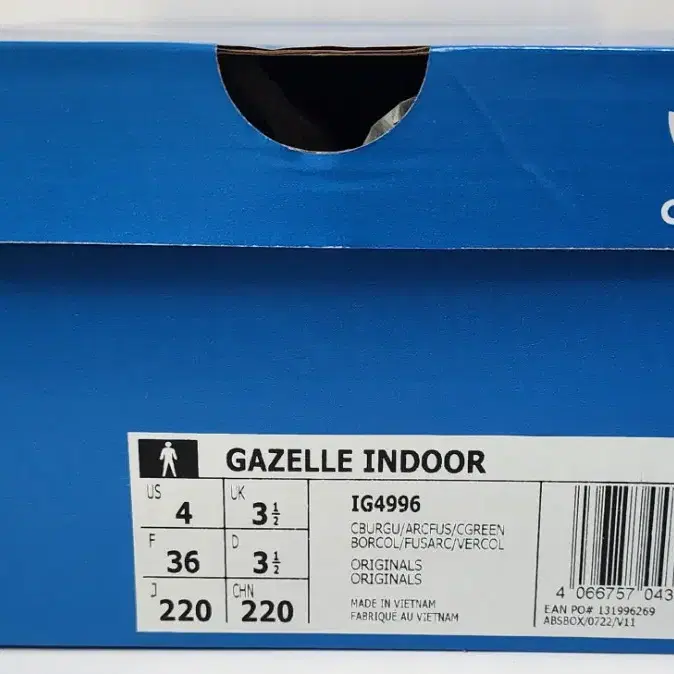 GAZELLE INDOOR
US 4 UK 3½
F 36 D 3½
J 220 CHN 220
IG4996
CBURGU/ARCFUS/CGREEN
BORCOL/FUSARC/VERCOL
ORIGINALS
ORIGINALS
MADE IN VIETNAM
FABRIQUÉ AU VIETNAM
4 066757 043
EAN PO# 131996269
ABSBOX/0722/V11